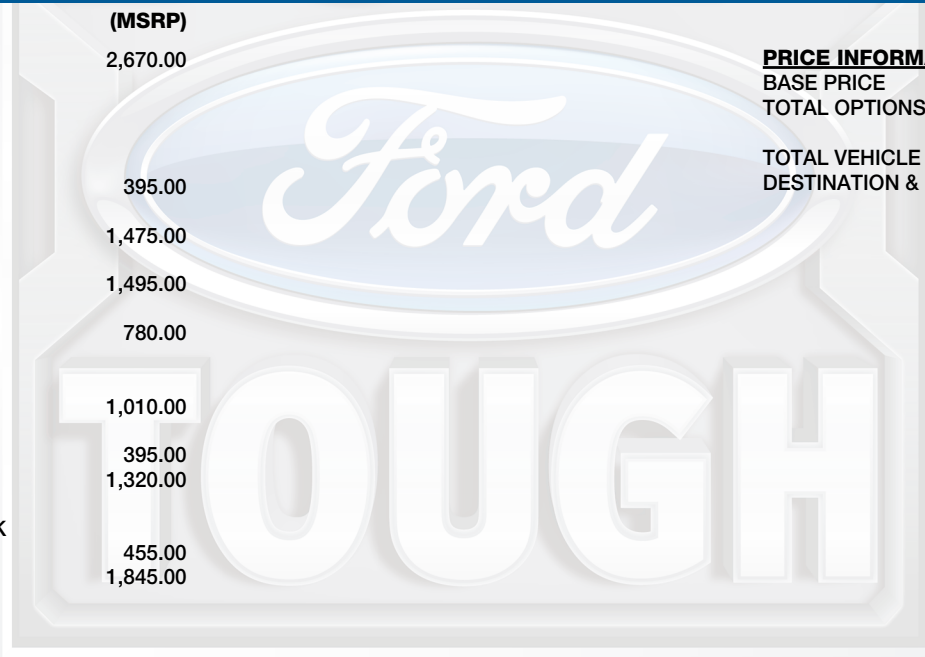 (MSRP)
2,670.00
395.00
1,475.00
1,495.00
780.00
1,010.00
395.00
1,320.00
K
455.00
1,845.00
PRICE INFORMA
BASE PRICE
TOTAL OPTIONS
TOTAL VEHICLE
DESTINATION &
Ford
TOUGH